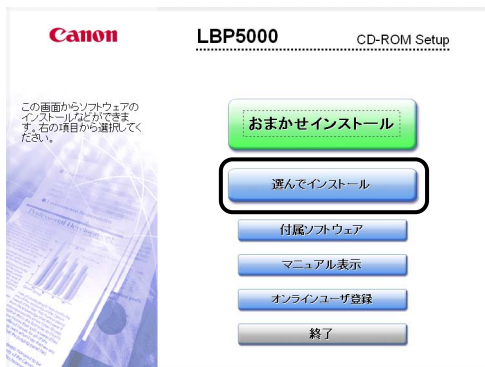 Canon
LBP5000
CD-ROM Setup
この画面からソフトウェアの
インストールなどができま
す。右の項目から選択してく
ださい。
おまかせインストール
選んでインストール
付属ソフトウェア
マニュアル表示
オンラインユーザ登録
終了